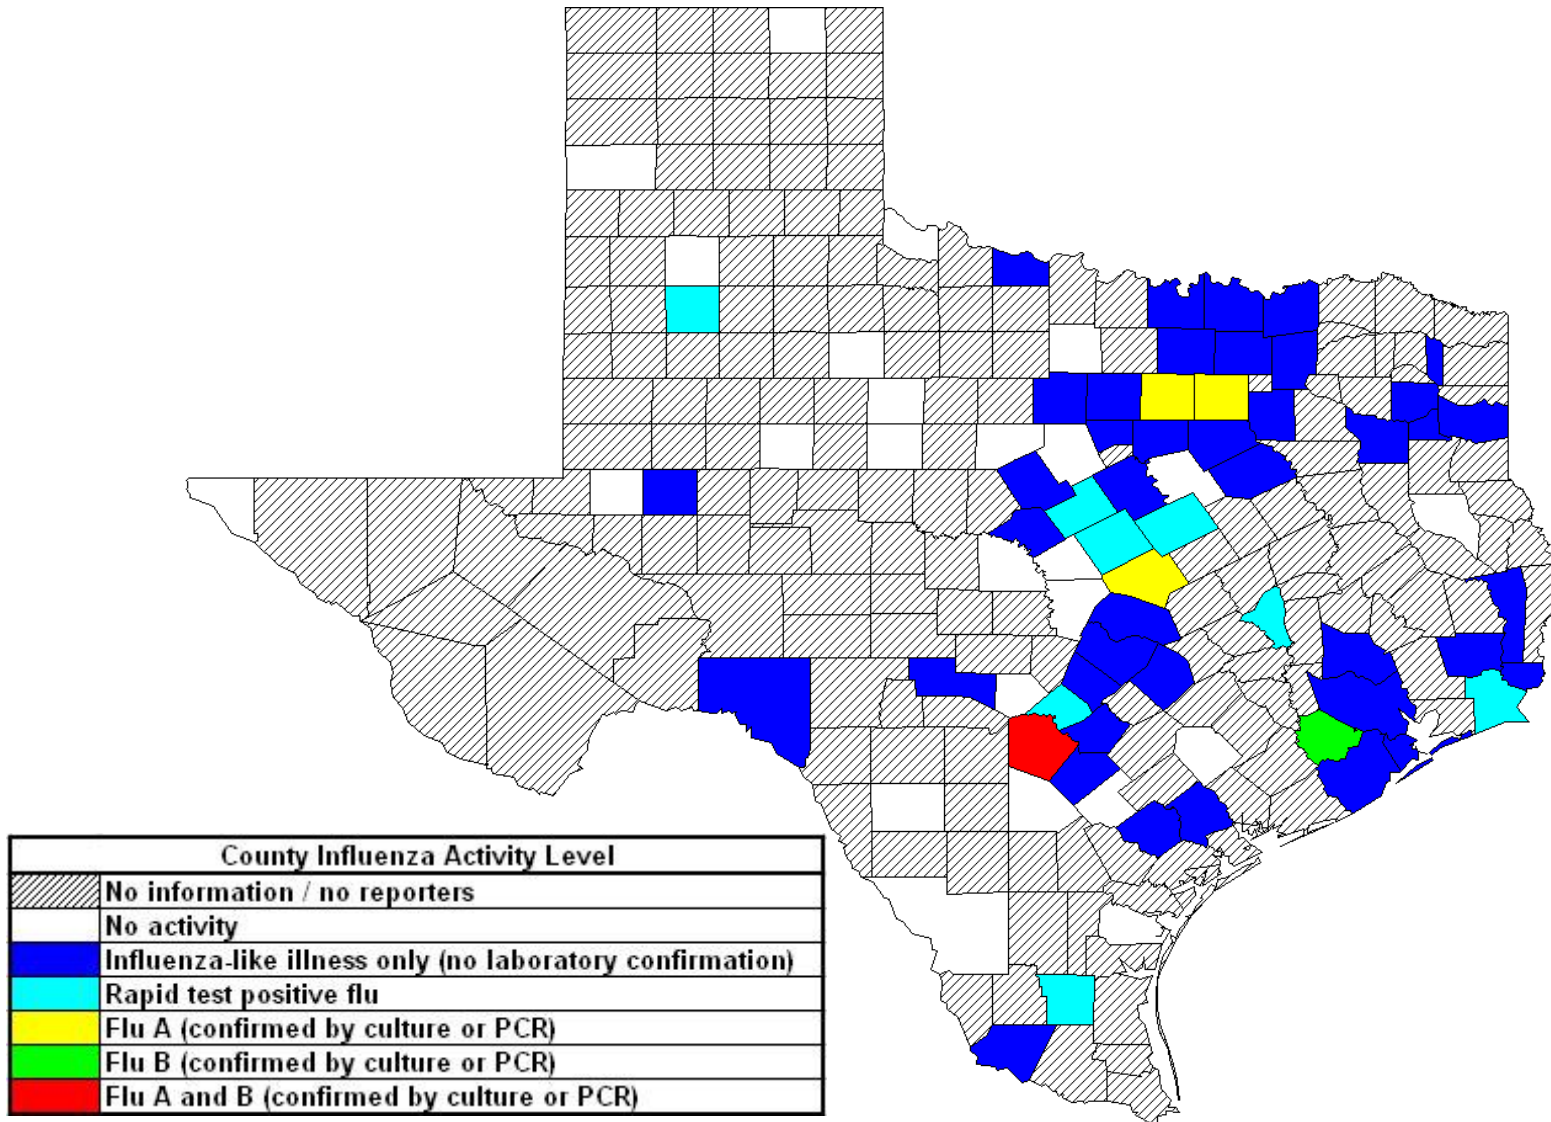 County Influenza Activity Level
No information / no reporters
No activity
Influenza-like illness only (no laboratory confirmation)
Rapid test positive flu
Flu A (confirmed by culture or PCR)
Flu B (confirmed by culture or PCR)
Flu A and B (confirmed by culture or PCR)